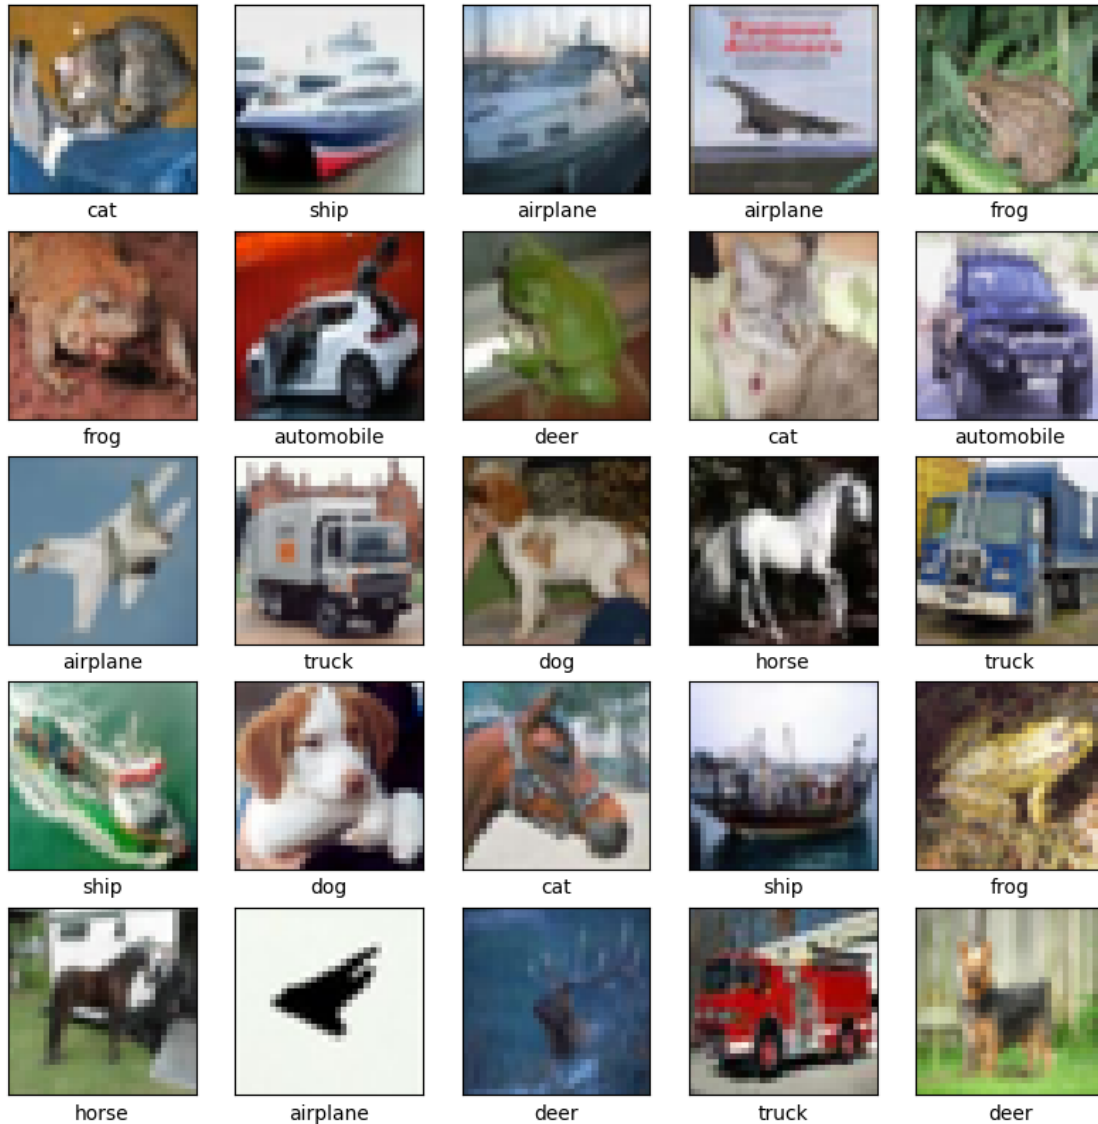 cat
ship
airplane
airplane
frog
frog
automobile
deer
cat
automobile
airplane
truck
dog
horse
truck
ship
dog
cat
ship
frog
horse
airplane
deer
truck
deer